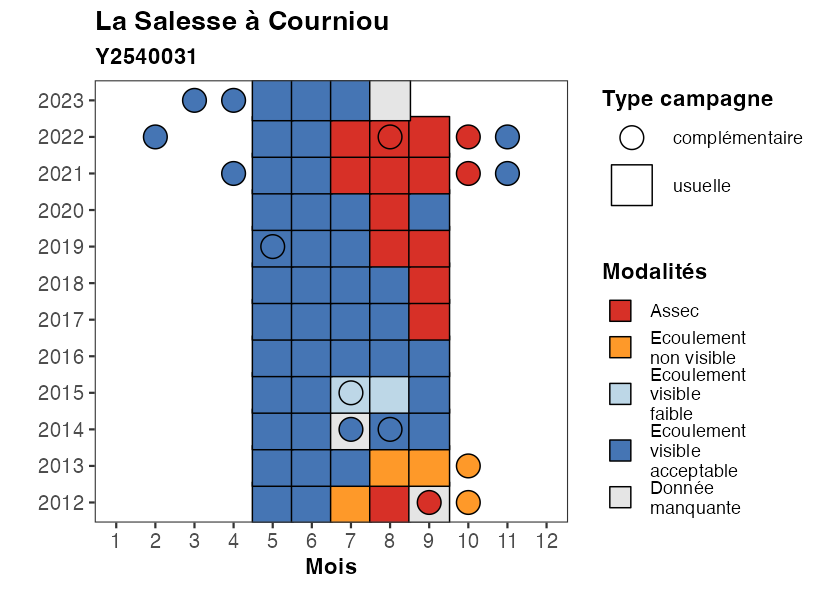 La Salesse à Courniou
Y2540031
2023
2022
2021
2020
2019
2018
2017
2016
2015
2014
2013
2012
1 2 3 4 5 6 7 8 9 10 11 12
Mois
Type campagne
complémentaire
usuelle
Modalités
Assec
Ecoulement
non visible
Ecoulement
visible
faible
Ecoulement
visible
acceptable
Donnée
manquante